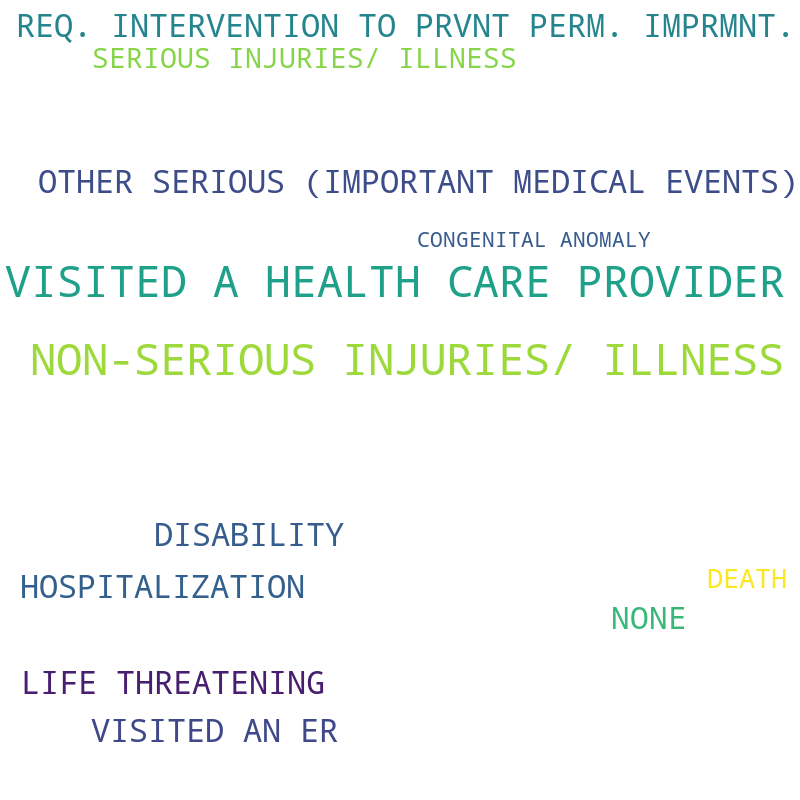 REQ. INTERVENTION TO PRVNT PERM. IMPRMNT.
SERIOUS INJURIES/ ILLNESS
OTHER SERIOUS (IMPORTANT MEDICAL EVENTS)
CONGENITAL ANOMALY
VISITED A HEALTH CARE PROVIDER
NON-SERIOUS INJURIES/ ILLNESS
DISABILITY
HOSPITALIZATION
DEATH
NONE
LIFE THREATENING
VISITED AN ER